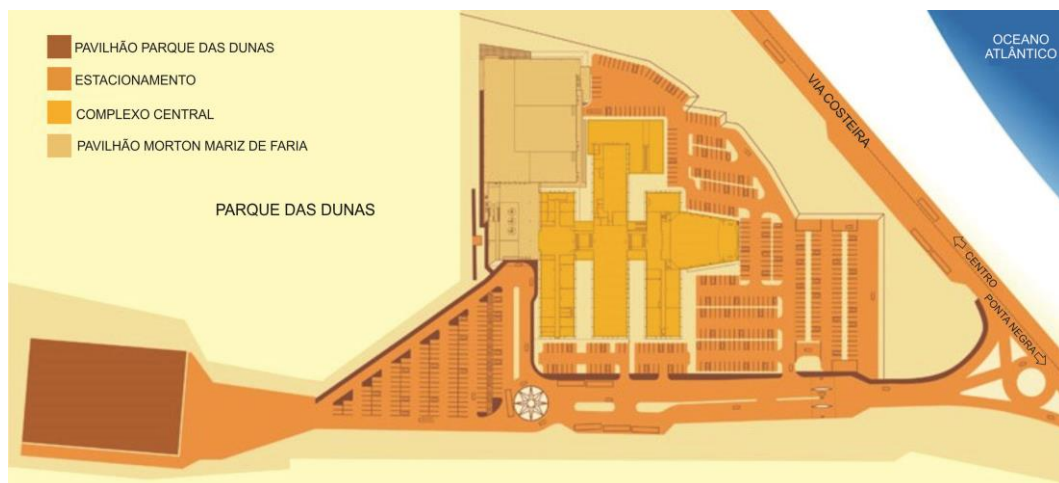 PAVILHÃO PARQUE DAS DUNAS
ESTACIONAMENTO
COMPLEXO CENTRAL
PAVILHÃO MORTON MARIZ DE FARIA
PARQUE DAS DUNAS
OCEANO
ATLÂNTICO
VIA COSTEIRA
CENTRO
PONTA NEGRA